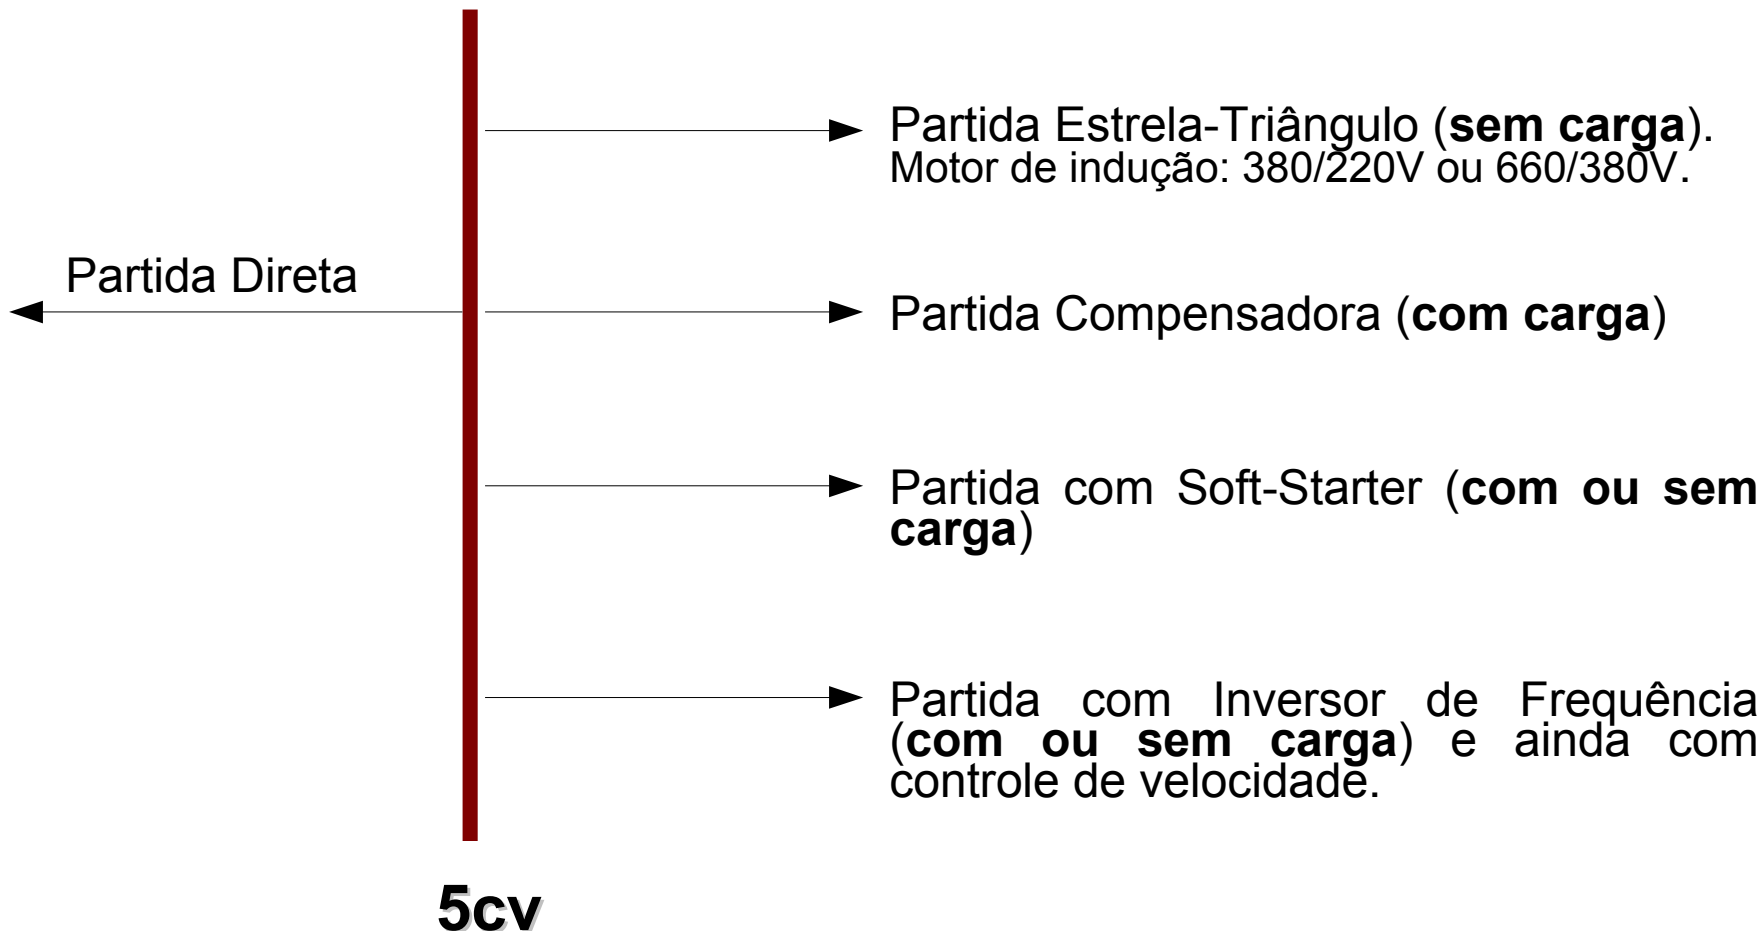 Partida Estrela-Triângulo (sem carga).
Motor de indução: 380/220V ou 660/380V.
Partida Direta
Partida Compensadora (com carga)
Partida com Soft-Starter (com ou sem
carga)
Partida com Inversor de Frequência
(com ou sem carga) e ainda com
controle de velocidade.
5cv